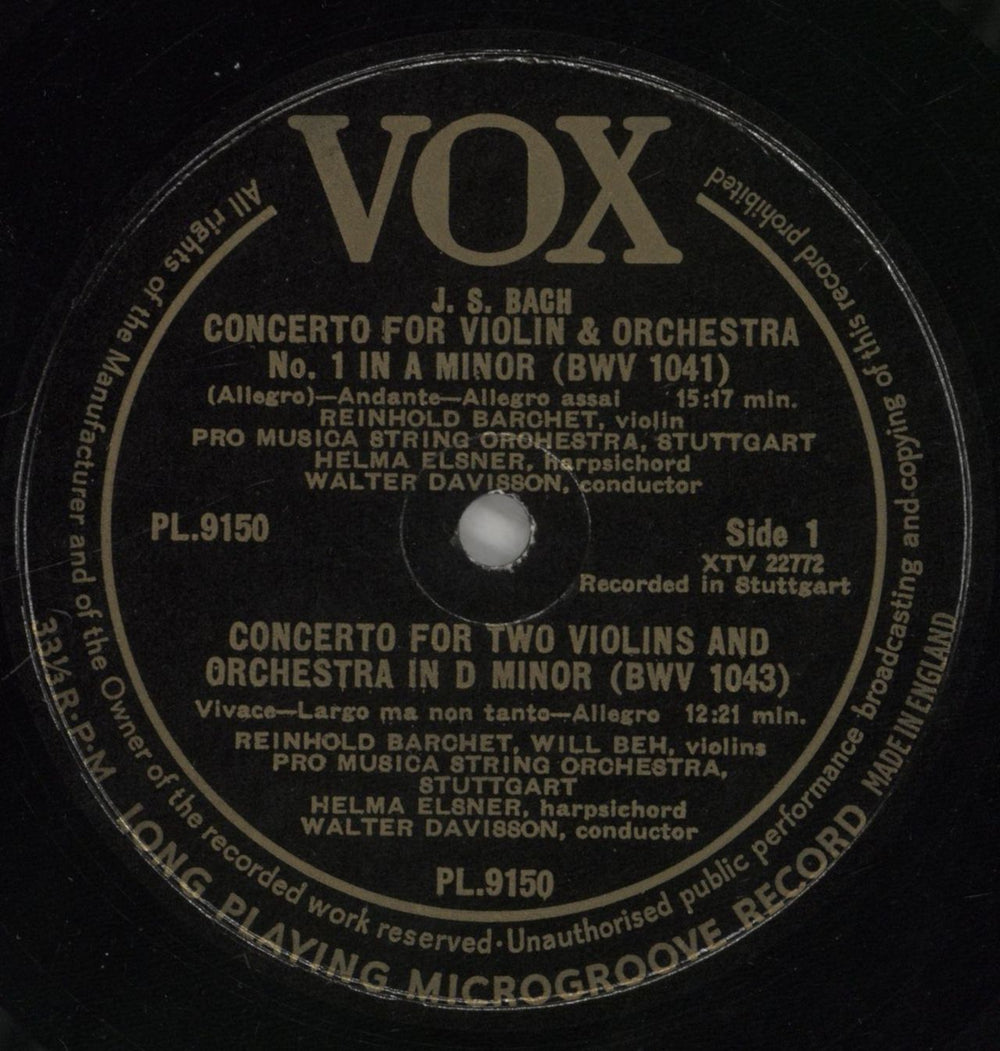 VOX
J. S. BACH
CONCERTO FOR VIOLIN & ORCHESTRA
No. 1 IN A MINOR (BWV 1041)
(Allegro)—Andante—Allegro assai 15:17 min.
REINHOLD BARCHET, violin
PRO MUSICA STRING ORCHESTRA, STUTTGART
HELMA ELSNER, harpsichord
WALTER DAVISSON, conductor
PL.9150
Side 1
XTV 22772
Recorded in Stuttgart
CONCERTO FOR TWO VIOLINS AND
ORCHESTRA IN D MINOR (BWV 1043)
Vivace—Largo ma non tanto—Allegro 12:21 min.
REINHOLD BARCHET, WILL BEH, violins
PRO MUSICA STRING ORCHESTRA,
STUTTGART
HELMA ELSNER, harpsichord
WALTER DAVISSON, conductor
PL.9150
All rights of the Manufacturer and of the Owner of the recorded work reserved·Unauthorised public performance broadcasting and copying of this record prohibited
33⅓ R·P·M LONG PLAYING MICROGROOVE RECORD MADE IN ENGLAND